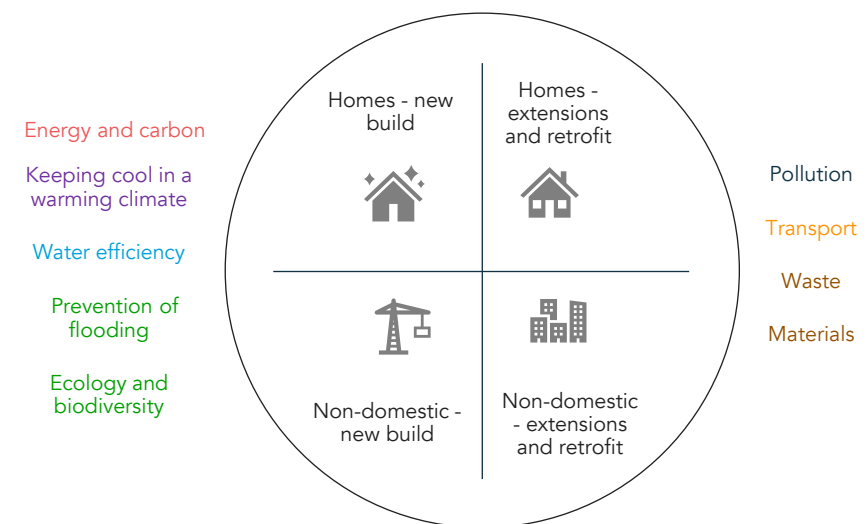 Energy and carbon
Keeping cool in a
warming climate
Water efficiency
Prevention of
flooding
Ecology and
biodiversity
Homes - new
build
Homes -
extensions
and retrofit
Non-domestic -
new build
Non-domestic
- extensions
and retrofit
Pollution
Transport
Waste
Materials